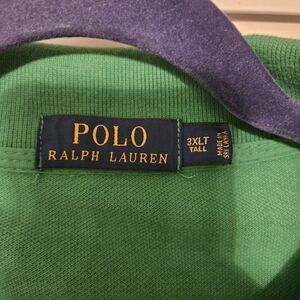 POLO
RALPH LAUREN
3XLT
TALL
MADE IN
SRI LANKA